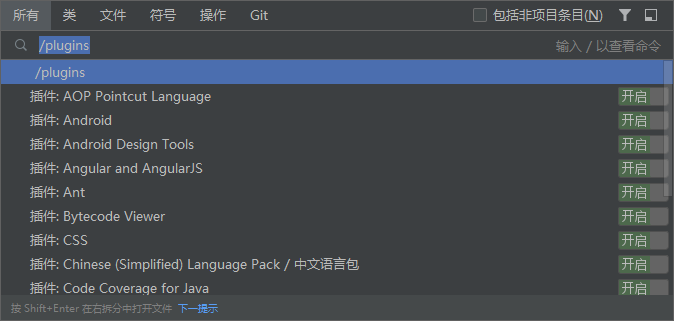 所有 类 文件 符号 操作 Git 包括非项目条目(N)
/plugins 输入 / 以查看命令
/plugins
插件: AOP Pointcut Language 开启
插件: Android 开启
插件: Android Design Tools 开启
插件: Angular and AngularJS 开启
插件: Ant 开启
插件: Bytecode Viewer 开启
插件: CSS 开启
插件: Chinese (Simplified) Language Pack / 中文语言包 开启
插件: Code Coverage for Java 开启
按 Shift+Enter 在右拆分中打开文件 下一提示